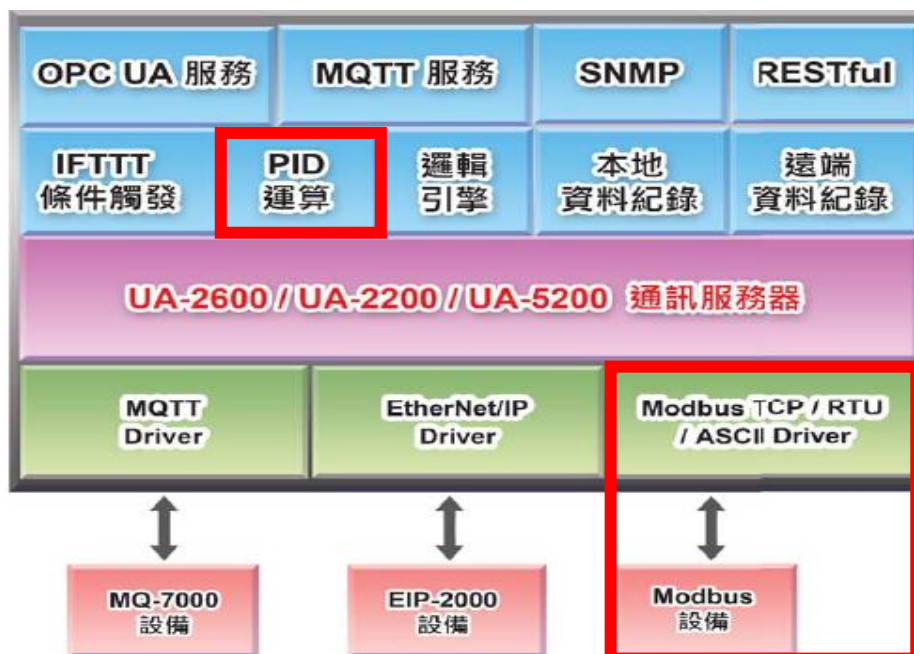 OPC UA 服務
MQTT 服務
SNMP
RESTful
IFTTT
條件觸發
PID
運算
邏輯
引擎
本地
資料紀錄
遠端
資料紀錄
UA-2600 / UA-2200 / UA-5200 通訊服務器
MQTT
Driver
EtherNet/IP
Driver
Modbus TCP / RTU
/ ASCII Driver
MQ-7000
設備
EIP-2000
設備
Modbus
設備